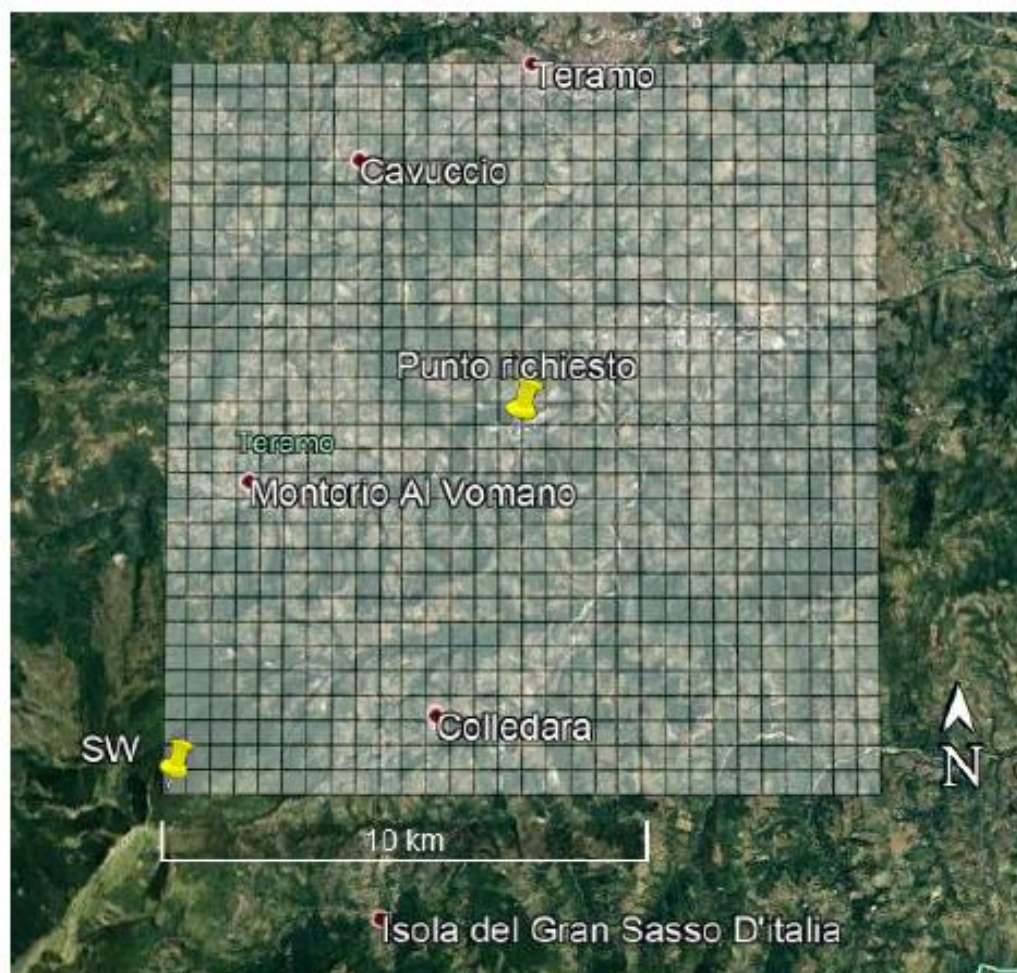 Teramo
Cavuccio
Punto richiesto
Teramo
Montorio Al Vomano
Colledara
SW
N
10 km
Isola del Gran Sasso D'italia